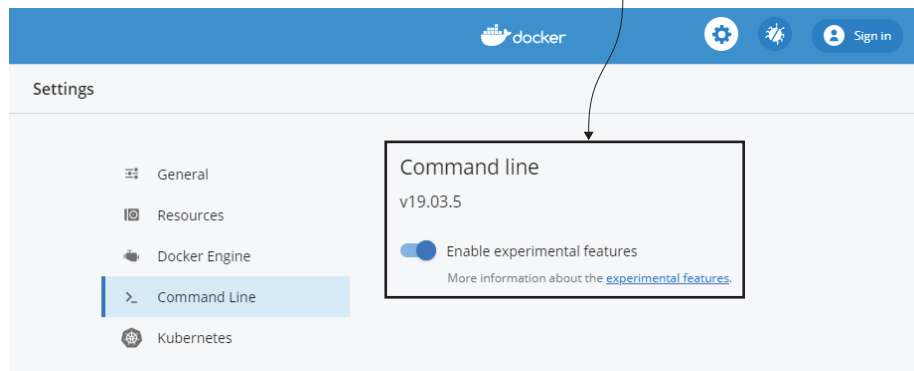 docker
Sign in
Settings
General
Resources
Docker Engine
Command Line
Kubernetes
Command line
v19.03.5
Enable experimental features
More information about the experimental features.